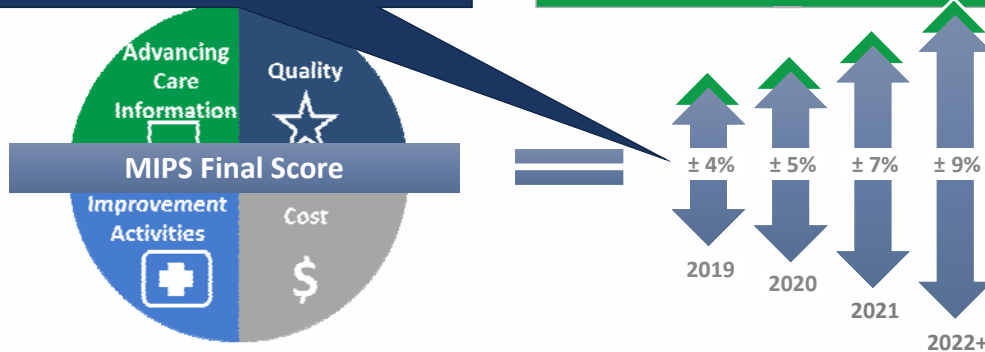 Advancing
Care
Information
Quality
MIPS Final Score
Improvement
Activities
Cost
$
± 4%
± 5%
± 7%
± 9%
2019
2020
2021
2022+